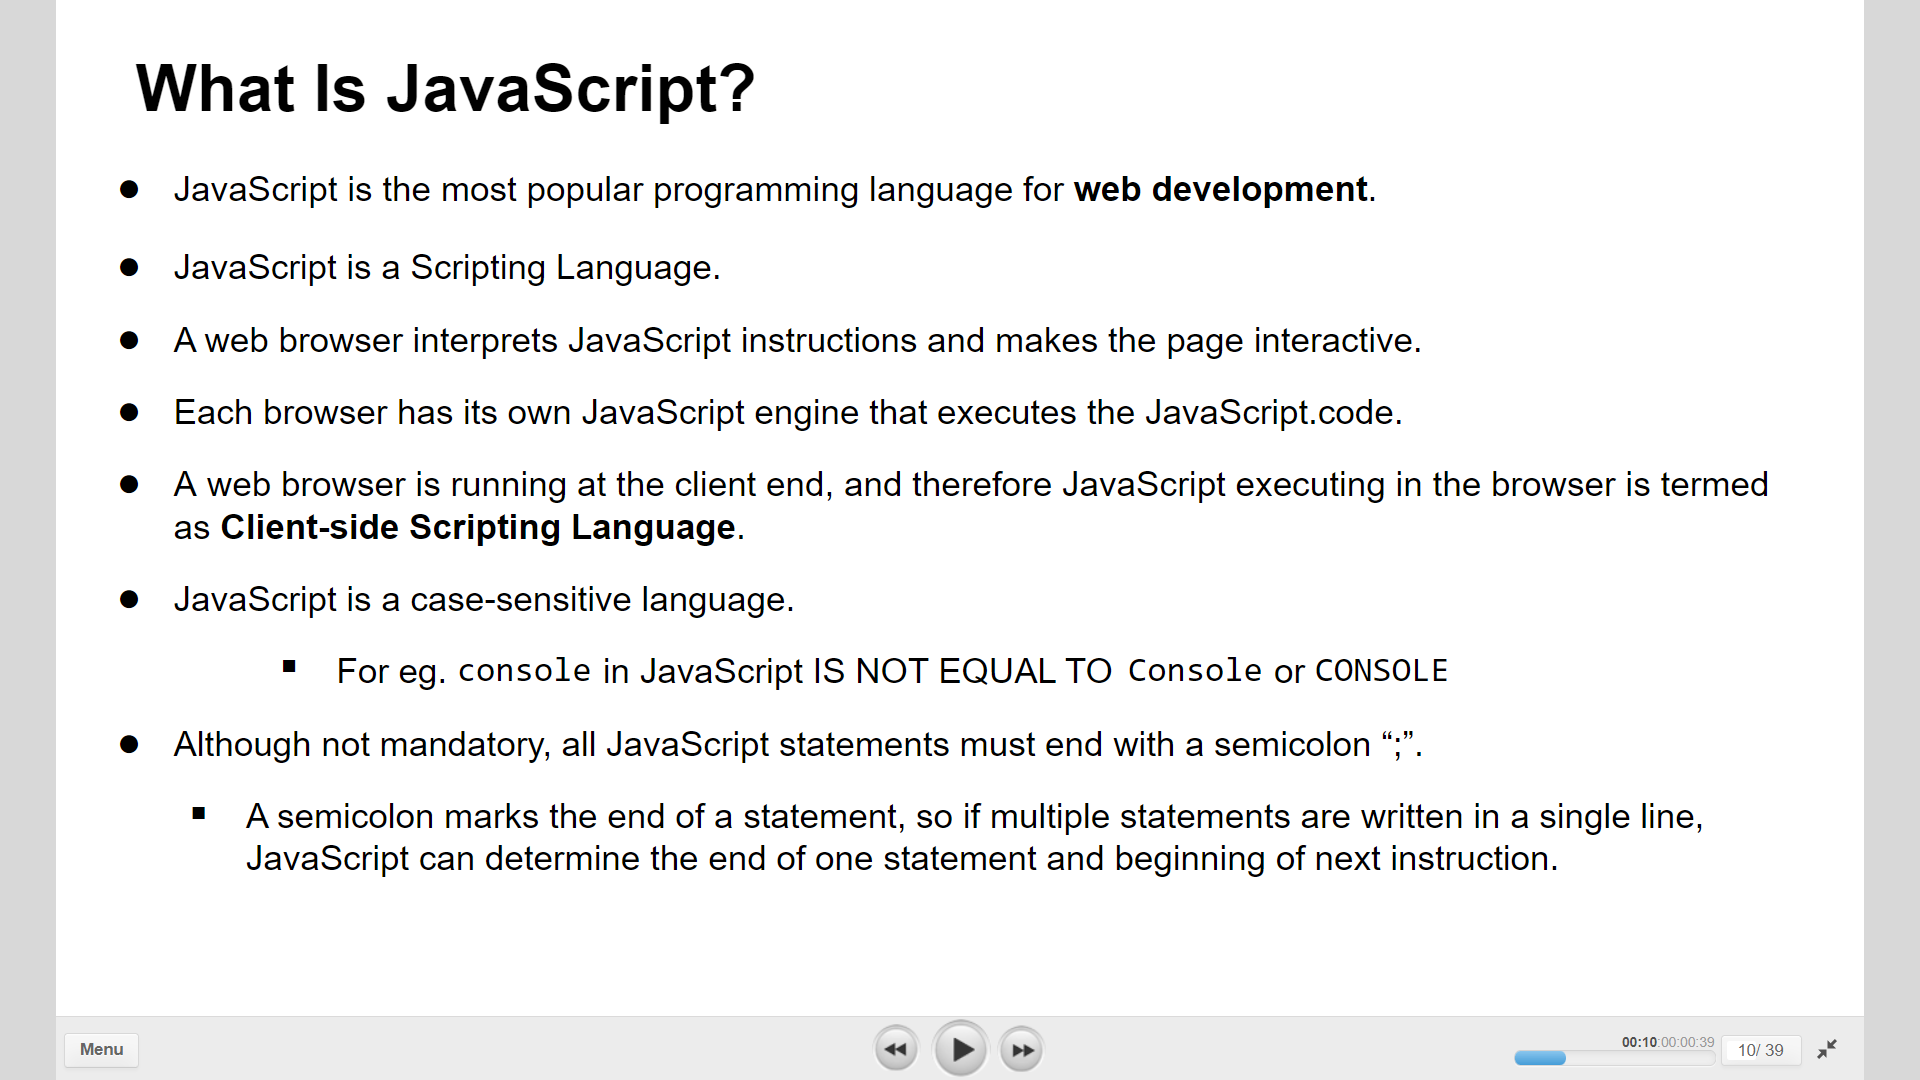 What Is JavaScript?
● JavaScript is the most popular programming language for web development.
● JavaScript is a Scripting Language.
● A web browser interprets JavaScript instructions and makes the page interactive.
● Each browser has its own JavaScript engine that executes the JavaScript.code.
● A web browser is running at the client end, and therefore JavaScript executing in the browser is termed
as Client-side Scripting Language.
● JavaScript is a case-sensitive language.
▪ For eg. console in JavaScript IS NOT EQUAL TO Console or CONSOLE
● Although not mandatory, all JavaScript statements must end with a semicolon “;”.
▪ A semicolon marks the end of a statement, so if multiple statements are written in a single line,
JavaScript can determine the end of one statement and beginning of next instruction.
Menu
00:10:00:00:39
10/ 39